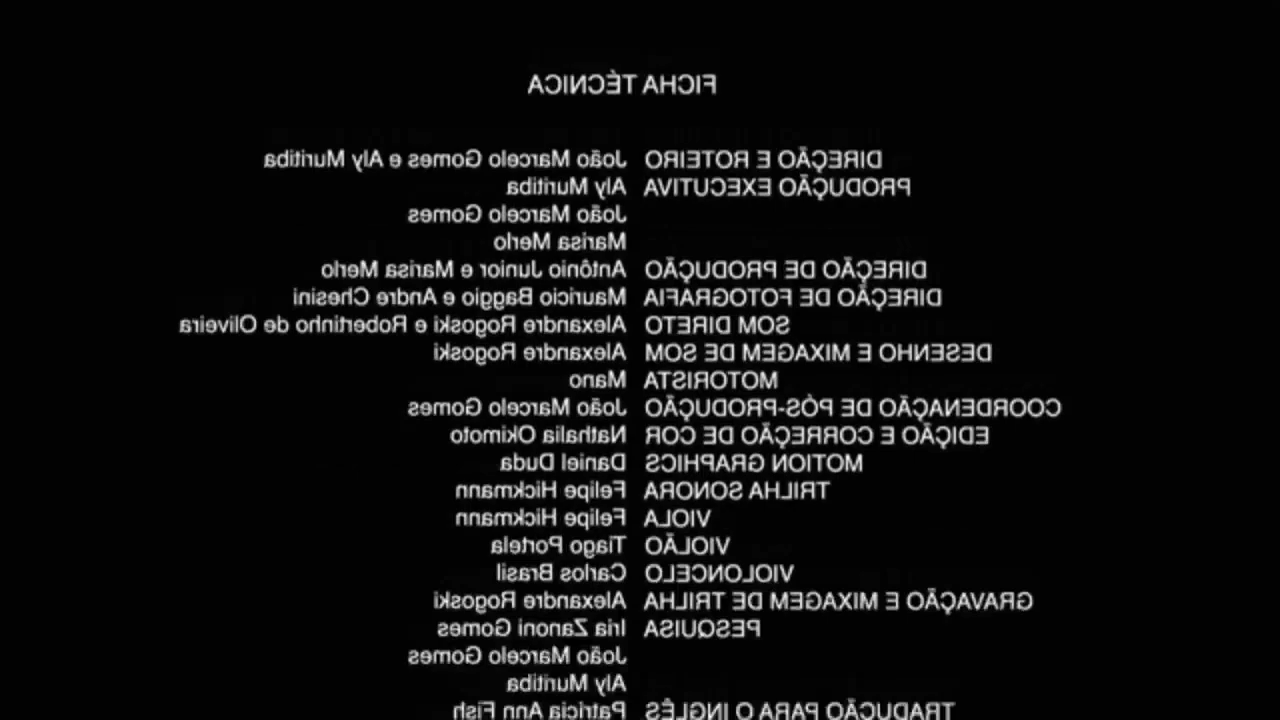 FICHA TÉCNICA
DIREÇÃO E ROTEIRO João Marcelo Gomes e Aly Muritiba
PRODUÇÃO EXECUTIVA Aly Muritiba
João Marcelo Gomes
Marisa Merlo
DIREÇÃO DE PRODUÇÃO Antônio Junior e Marisa Merlo
DIREÇÃO DE FOTOGRAFIA Mauricio Baggio e Andre Chesini
SOM DIRETO Alexandre Rogoski e Robertinho de Oliveira
DESENHO E MIXAGEM DE SOM Alexandre Rogoski
MOTORISTA Mano
COORDENAÇÃO DE PÓS-PRODUÇÃO João Marcelo Gomes
EDIÇÃO E CORREÇÃO DE COR Nathalia Okimoto
MOTION GRAPHICS Daniel Duda
TRILHA SONORA Felipe Hickmann
VIOLA Felipe Hickmann
VIOLÃO Tiago Portela
VIOLONCELO Carlos Brasil
GRAVAÇÃO E MIXAGEM DE TRILHA Alexandre Rogoski
PESQUISA Iria Zanoni Gomes
João Marcelo Gomes
Aly Muritiba
TRADUÇÃO PARA O INGLÊS Patricia Ann Fish